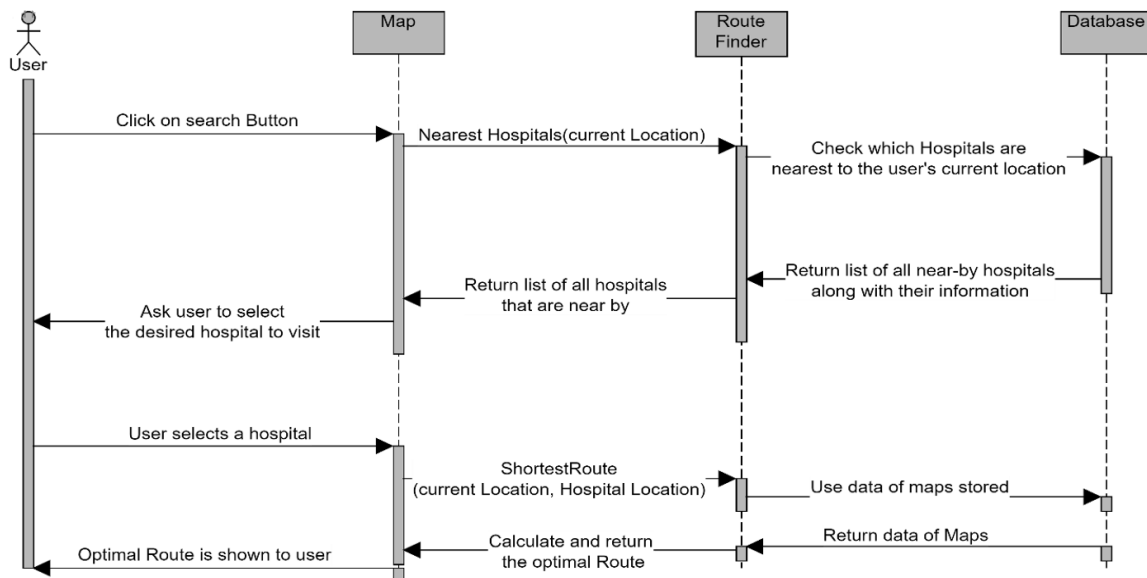 User
Map
Route
Finder
Database
Click on search Button
Nearest Hospitals(current Location)
Check which Hospitals are
nearest to the user's current location
Return list of all near-by hospitals
along with their information
Return list of all hospitals
that are near by
Ask user to select
the desired hospital to visit
User selects a hospital
ShortestRoute
(current Location, Hospital Location)
Use data of maps stored
Return data of Maps
Calculate and return
the optimal Route
Optimal Route is shown to user